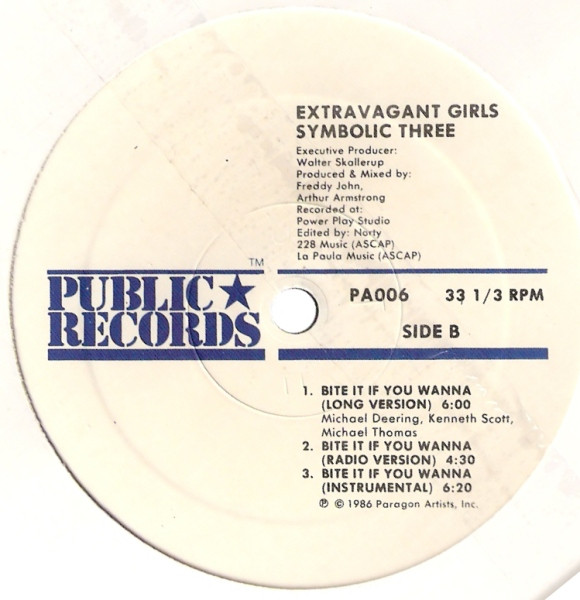 EXTRAVAGANT GIRLS
SYMBOLIC THREE
Executive Producer:
Walter Skallerup
Produced & Mixed by:
Freddy John,
Arthur Armstrong
Recorded at:
Power Play Studio
Edited by: Norty
228 Music (ASCAP)
La Paula Music (ASCAP)
TM
PUBLIC★
RECORDS
PA006 33 1/3 RPM
SIDE B
1. BITE IT IF YOU WANNA
(LONG VERSION) 6:00
Michael Deering, Kenneth Scott,
Michael Thomas
2. BITE IT IF YOU WANNA
(RADIO VERSION) 4:30
3. BITE IT IF YOU WANNA
(INSTRUMENTAL) 6:20
℗ © 1986 Paragon Artists, Inc.